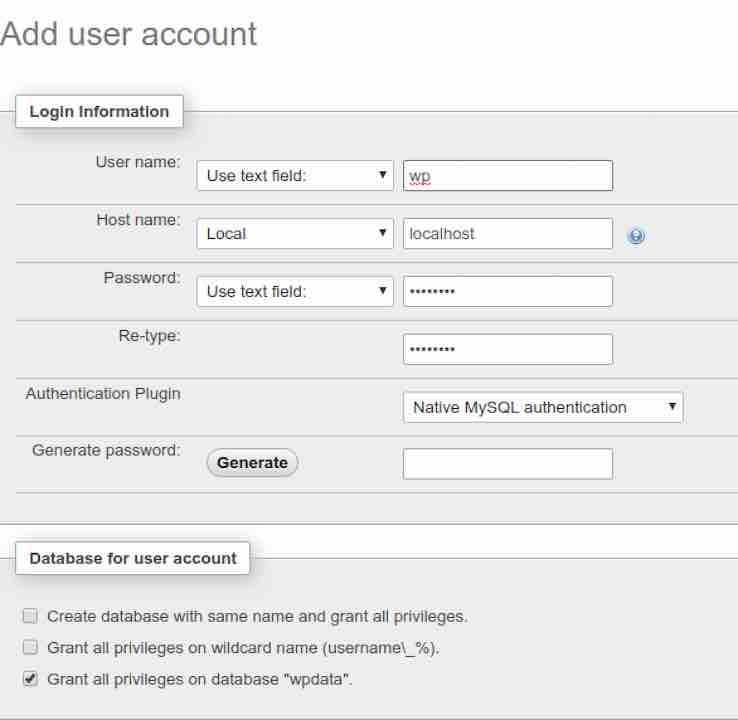 Add user account
Login Information
User name: Use text field: wp
Host name: Local localhost
Password: Use text field: ••••••••
Re-type: ••••••••
Authentication Plugin Native MySQL authentication
Generate password: Generate
Database for user account
Create database with same name and grant all privileges.
Grant all privileges on wildcard name (username\_%).
Grant all privileges on database "wpdata".